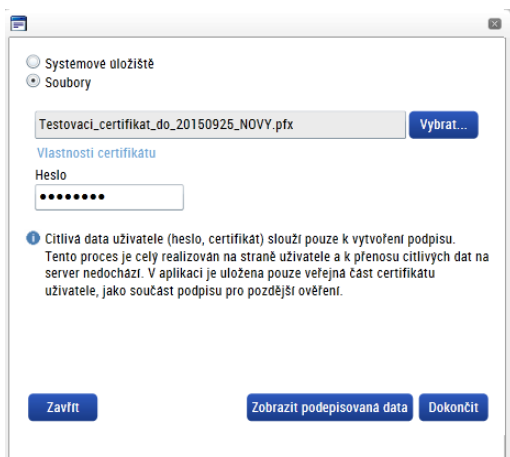 Systémové úložiště
Soubory
Testovaci_certifikat_do_20150925_NOVY.pfx
Vybrat...
Vlastnosti certifikátu
Heslo
••••••••
Citlivá data uživatele (heslo, certifikát) slouží pouze k vytvoření podpisu.
Tento proces je celý realizován na straně uživatele a k přenosu citlivých dat na
server nedochází. V aplikaci je uložena pouze veřejná část certifikátu
uživatele, jako součást podpisu pro pozdější ověření.
Zavřít
Zobrazit podepisovaná data
Dokončit